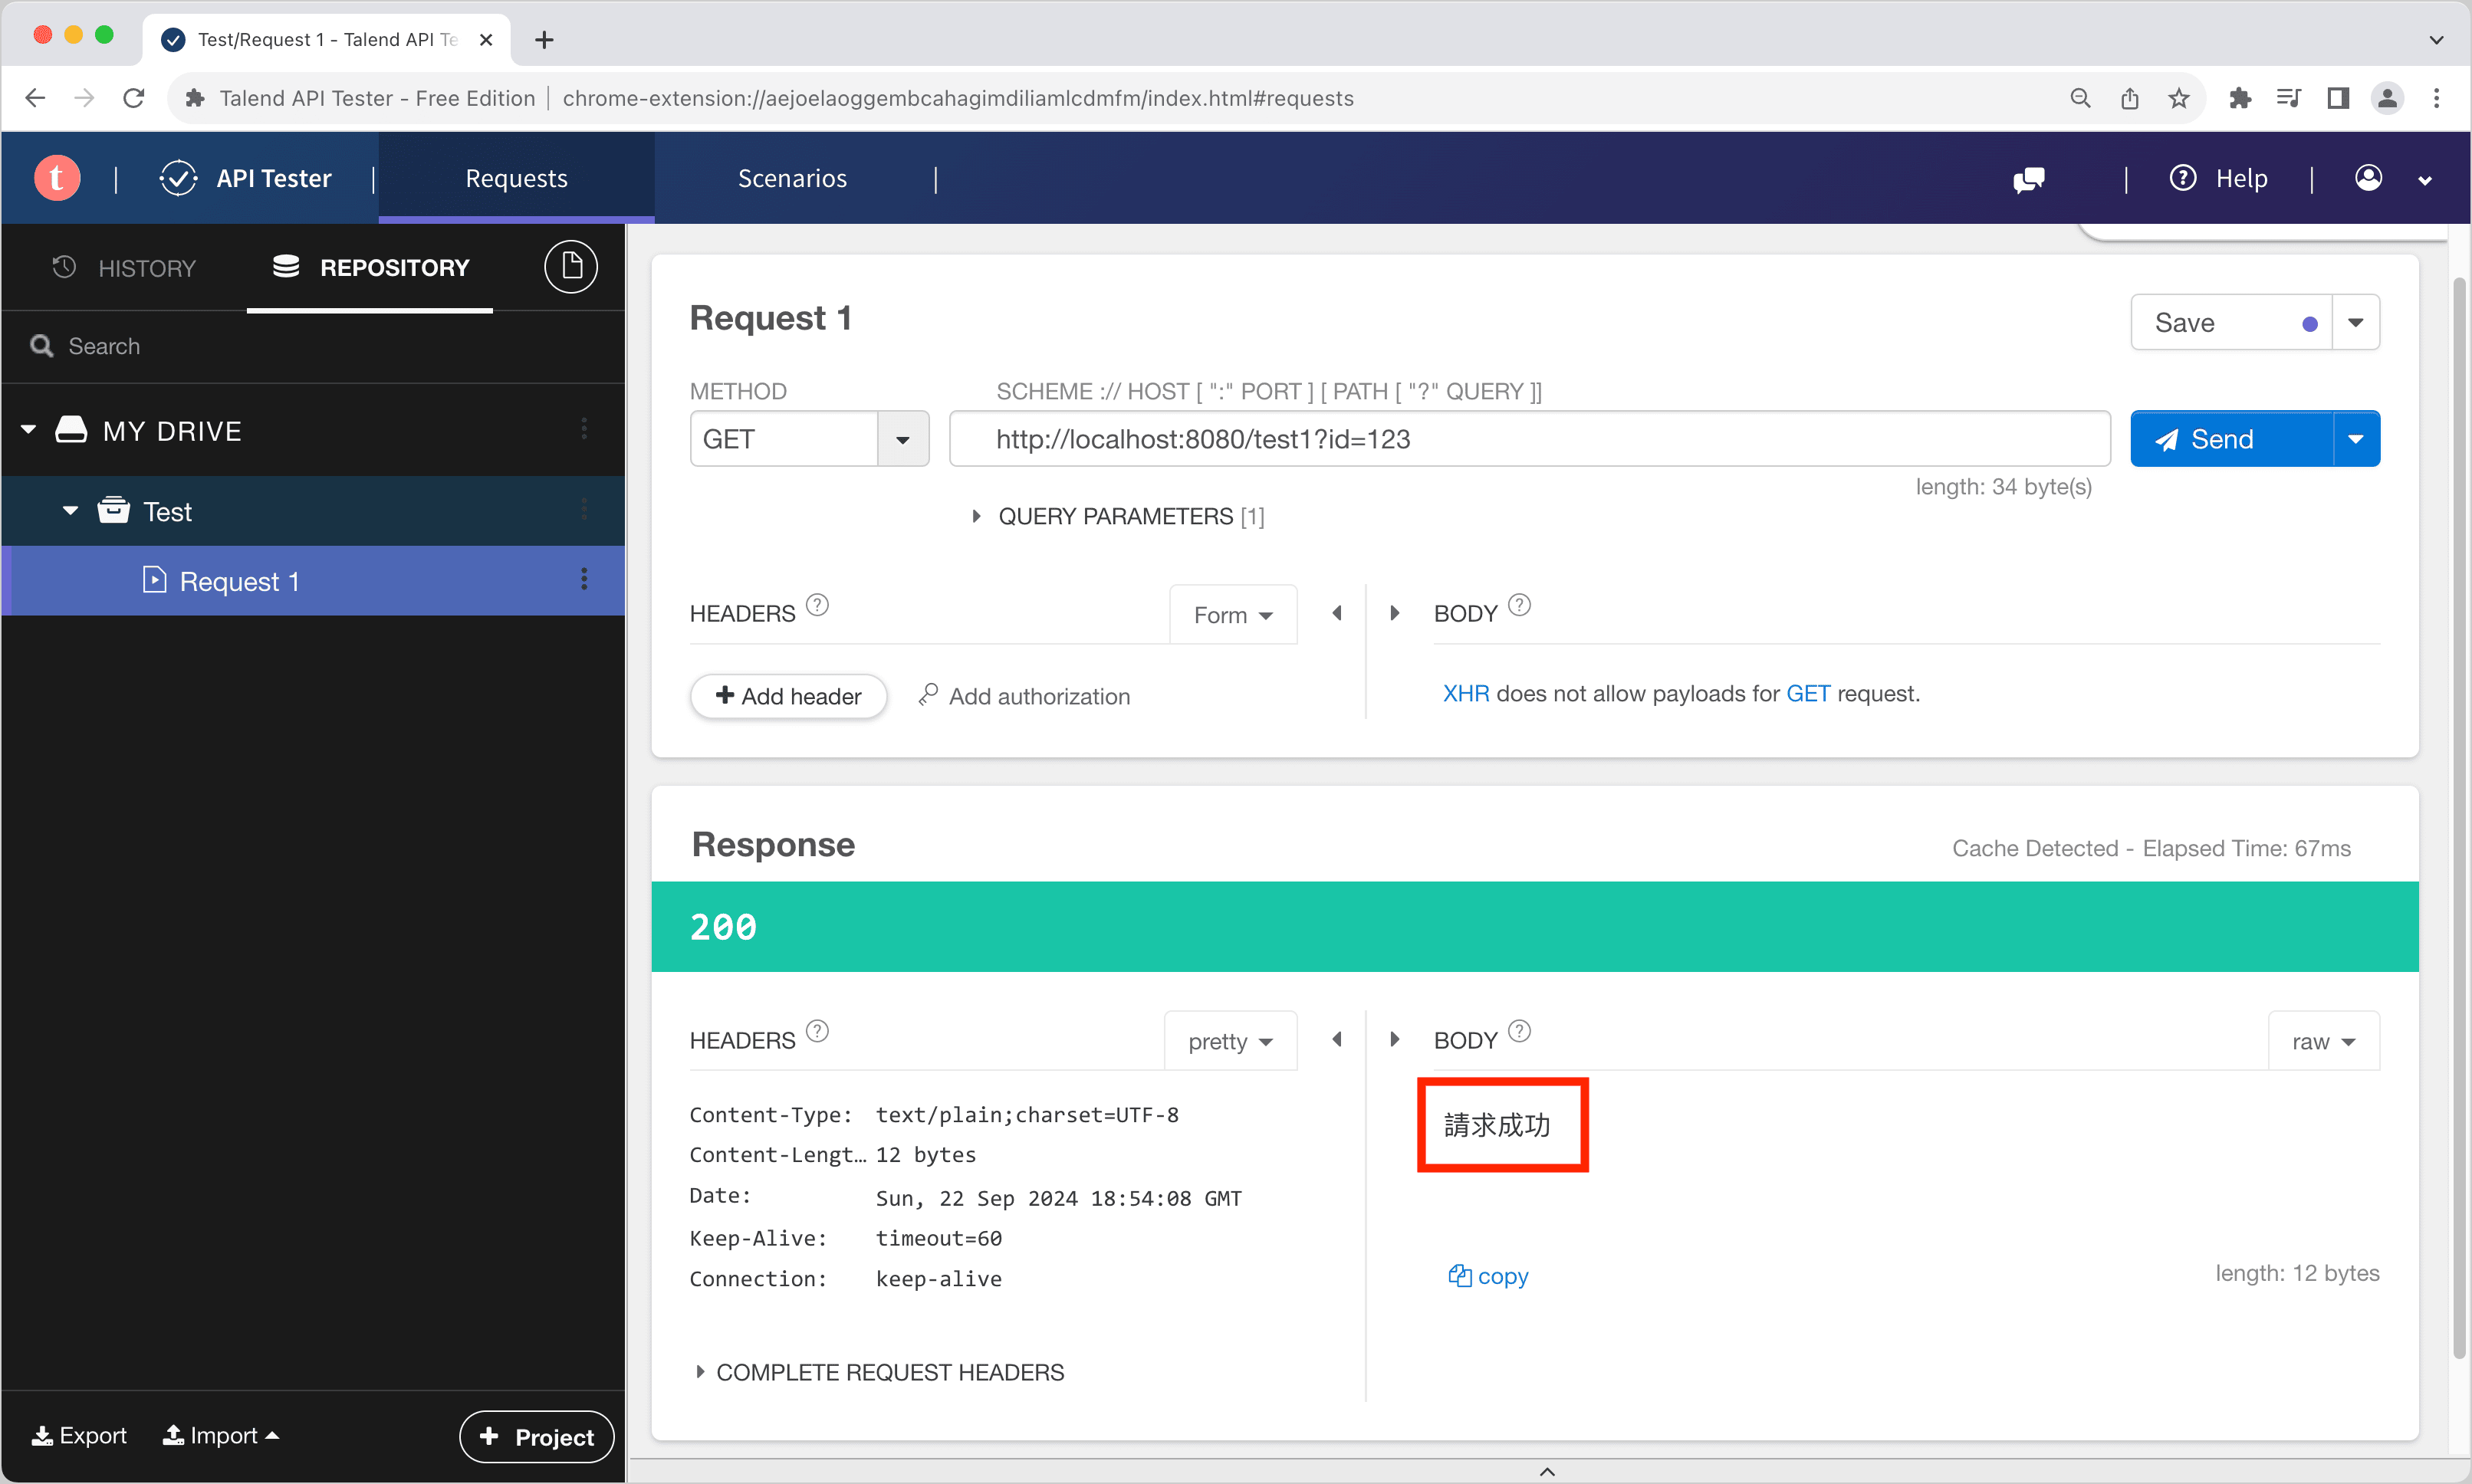 Test/Request 1 - Talend API Te
Talend API Tester - Free Edition | chrome-extension://aejoelaoggembcahagimdiliamlcdmfm/index.html#requests
t | API Tester | Requests Scenarios | | Help |
HISTORY REPOSITORY
Search
MY DRIVE
Test
Request 1
Export Import + Project
Request 1
Save
METHOD SCHEME :// HOST [ ":" PORT ] [ PATH [ "?" QUERY ]]
GET http://localhost:8080/test1?id=123 Send
length: 34 byte(s)
QUERY PARAMETERS [1]
HEADERS ? Form BODY ?
+ Add header Add authorization XHR does not allow payloads for GET request.
Response Cache Detected - Elapsed Time: 67ms
200
HEADERS ? pretty BODY ? raw
Content-Type: text/plain;charset=UTF-8
Content-Lengt… 12 bytes
Date: Sun, 22 Sep 2024 18:54:08 GMT
Keep-Alive: timeout=60
Connection: keep-alive
請求成功
copy length: 12 bytes
COMPLETE REQUEST HEADERS